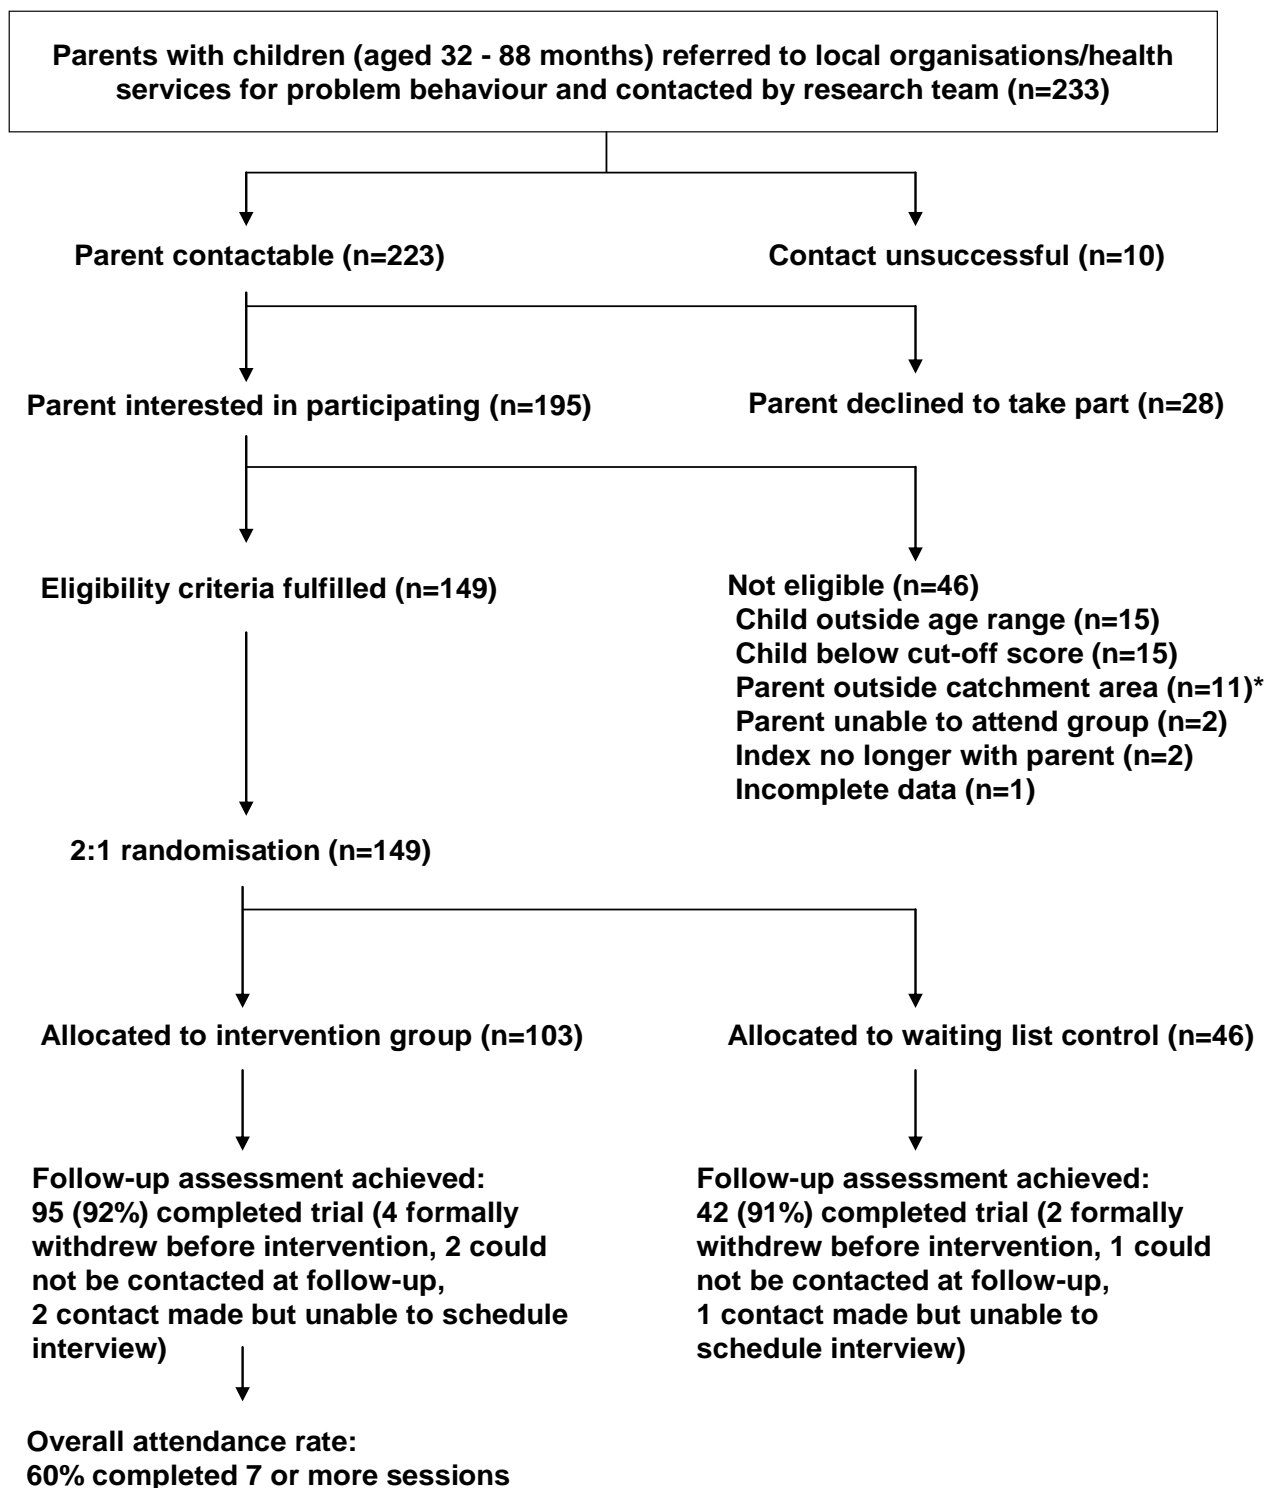 Parents with children (aged 32 - 88 months) referred to local organisations/health
services for problem behaviour and contacted by research team (n=233)
Parent contactable (n=223)
Contact unsuccessful (n=10)
Parent interested in participating (n=195)
Parent declined to take part (n=28)
Eligibility criteria fulfilled (n=149)
Not eligible (n=46)
Child outside age range (n=15)
Child below cut-off score (n=15)
Parent outside catchment area (n=11)*
Parent unable to attend group (n=2)
Index no longer with parent (n=2)
Incomplete data (n=1)
2:1 randomisation (n=149)
Allocated to intervention group (n=103)
Allocated to waiting list control (n=46)
Follow-up assessment achieved:
95 (92%) completed trial (4 formally
withdrew before intervention, 2 could
not be contacted at follow-up,
2 contact made but unable to schedule
interview)
Follow-up assessment achieved:
42 (91%) completed trial (2 formally
withdrew before intervention, 1 could
not be contacted at follow-up,
1 contact made but unable to
schedule interview)
Overall attendance rate:
60% completed 7 or more sessions